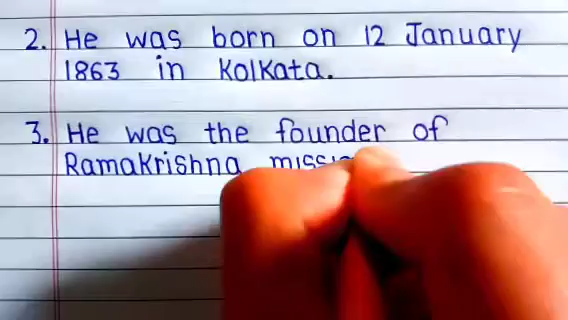 2. He was born on 12 January
1863 in Kolkata.
3. He was the founder of
Ramakrishna